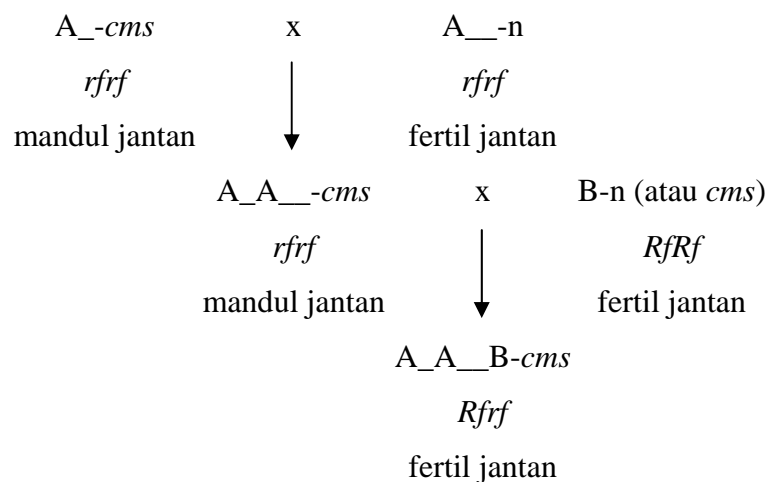 A_-cms x A__-n
rfrf rfrf
mandul jantan fertil jantan
A_A__-cms x B-n (atau cms)
rfrf RfRf
mandul jantan fertil jantan
A_A__B-cms
Rfrf
fertil jantan